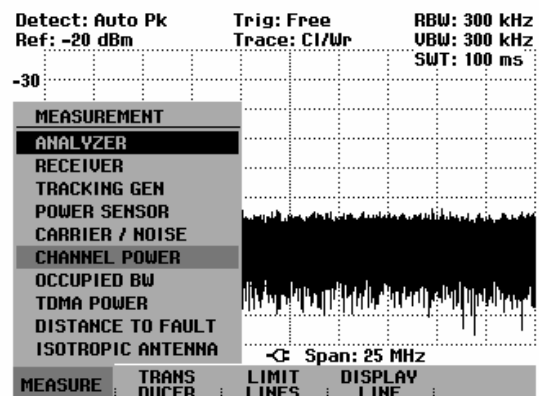 Detect: Auto Pk Trig: Free RBW: 300 kHz
Ref: -20 dBm Trace: Cl/Wr VBW: 300 kHz
SWT: 100 ms
-30
MEASUREMENT
ANALYZER
RECEIVER
TRACKING GEN
POWER SENSOR
CARRIER / NOISE
CHANNEL POWER
OCCUPIED BW
TDMA POWER
DISTANCE TO FAULT
ISOTROPIC ANTENNA
Span: 25 MHz
MEASURE TRANS DUCER LIMIT LINES DISPLAY LINE